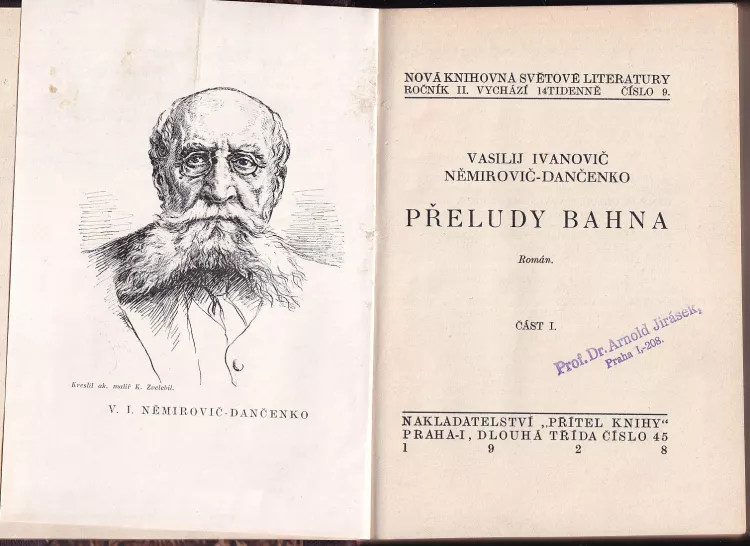 Kreslil ak. malíř K. Zvelebil.
V. I. NĚMIROVIČ-DANČENKO
NOVÁ KNIHOVNA SVĚTOVÉ LITERATURY
ROČNÍK II. VYCHÁZÍ 14TIDENNĚ ČÍSLO 9.
VASILIJ IVANOVIČ
NĚMIROVIČ-DANČENKO
PŘELUDY BAHNA
Román.
ČÁST I.
Prof. Dr. Arnold Jirásek,
Praha I.-208.
NAKLADATELSTVÍ „PŘÍTEL KNIHY“
PRAHA-I, DLOUHÁ TŘÍDA ČÍSLO 45
1 9 2 8